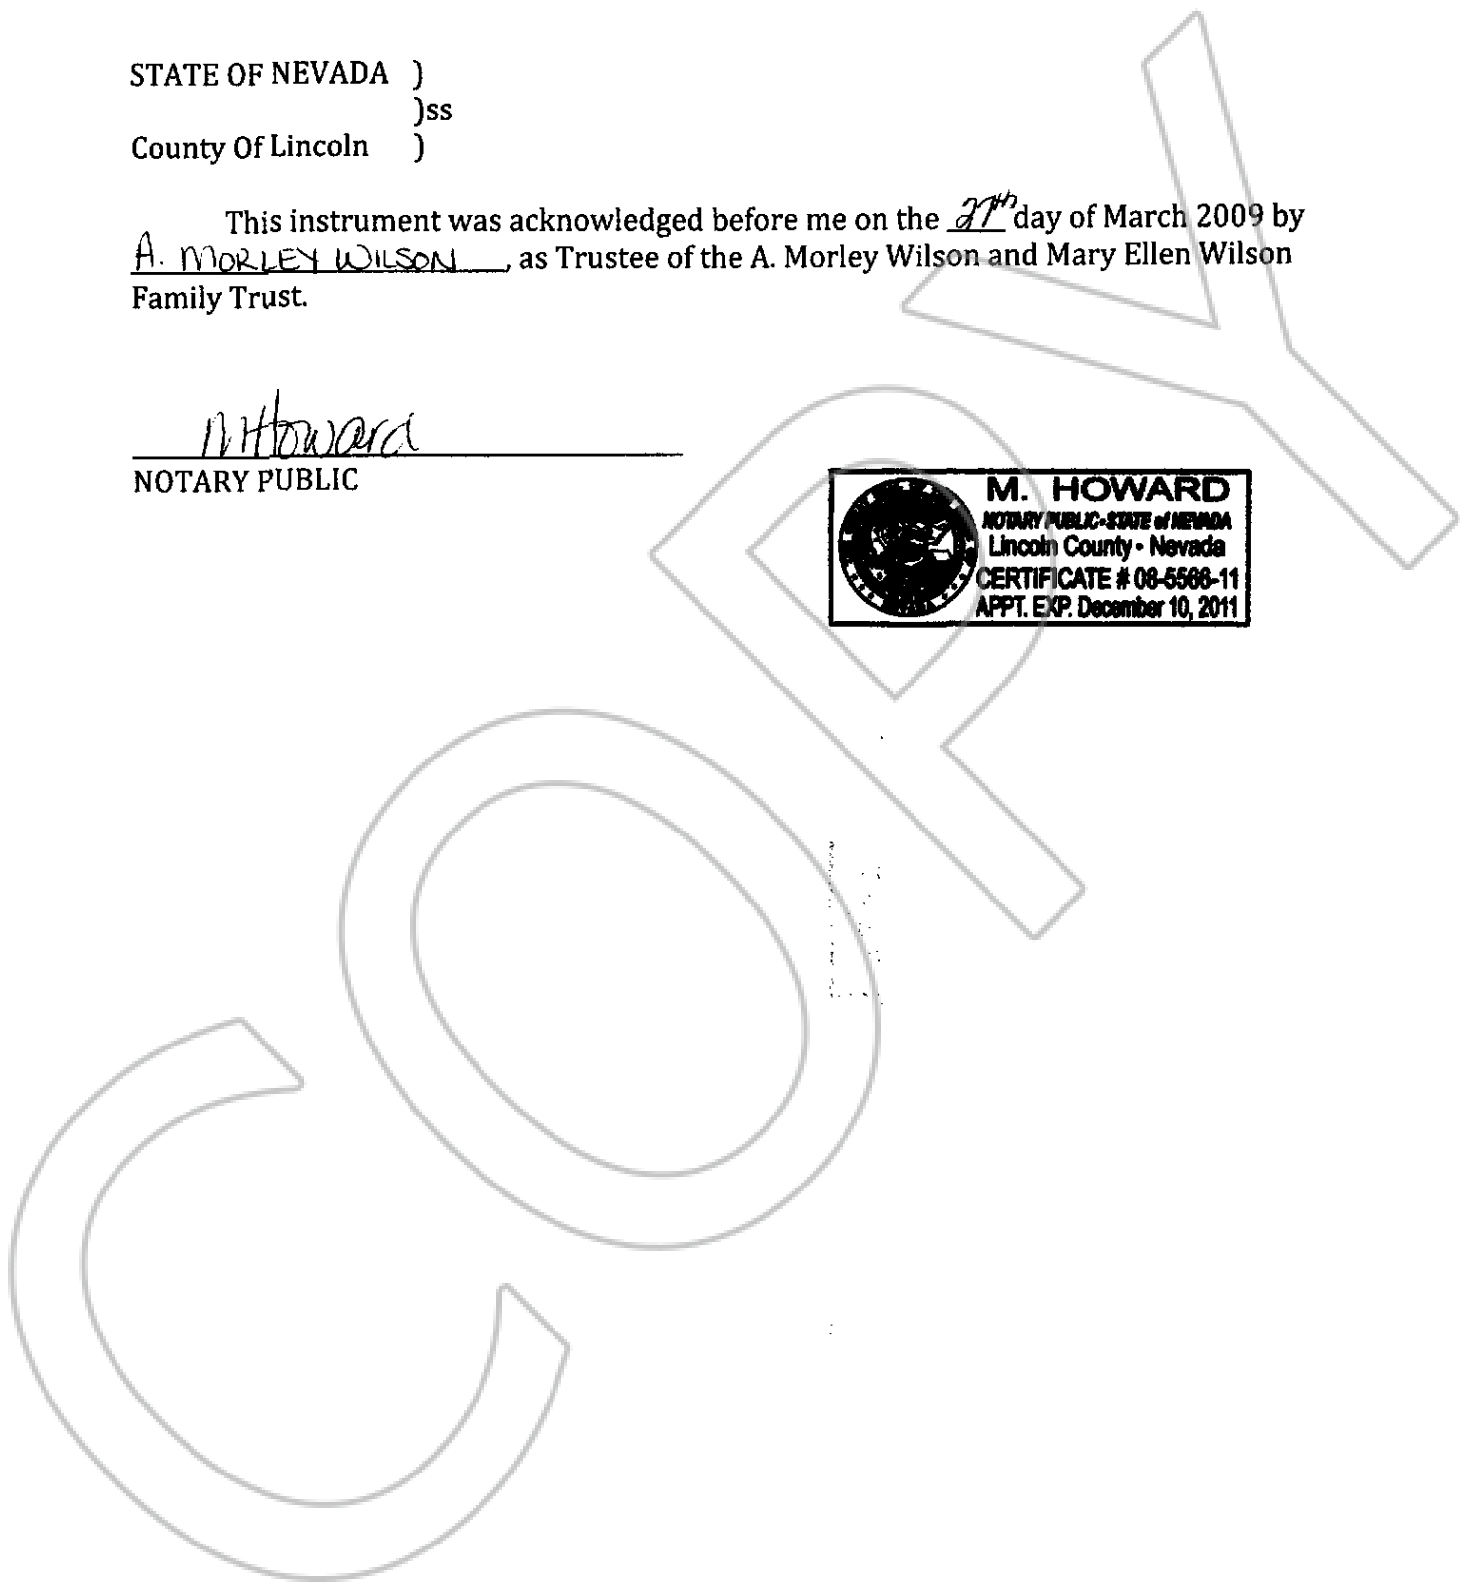 STATE OF NEVADA )
)ss
County Of Lincoln )
This instrument was acknowledged before me on the 27th day of March 2009 by
A. MORLEY WILSON, as Trustee of the A. Morley Wilson and Mary Ellen Wilson
Family Trust.
M Howard
NOTARY PUBLIC
M. HOWARD
NOTARY PUBLIC-STATE of NEVADA
Lincoln County - Nevada
CERTIFICATE # 08-5566-11
APPT. EXP. December 10, 2011
COPY